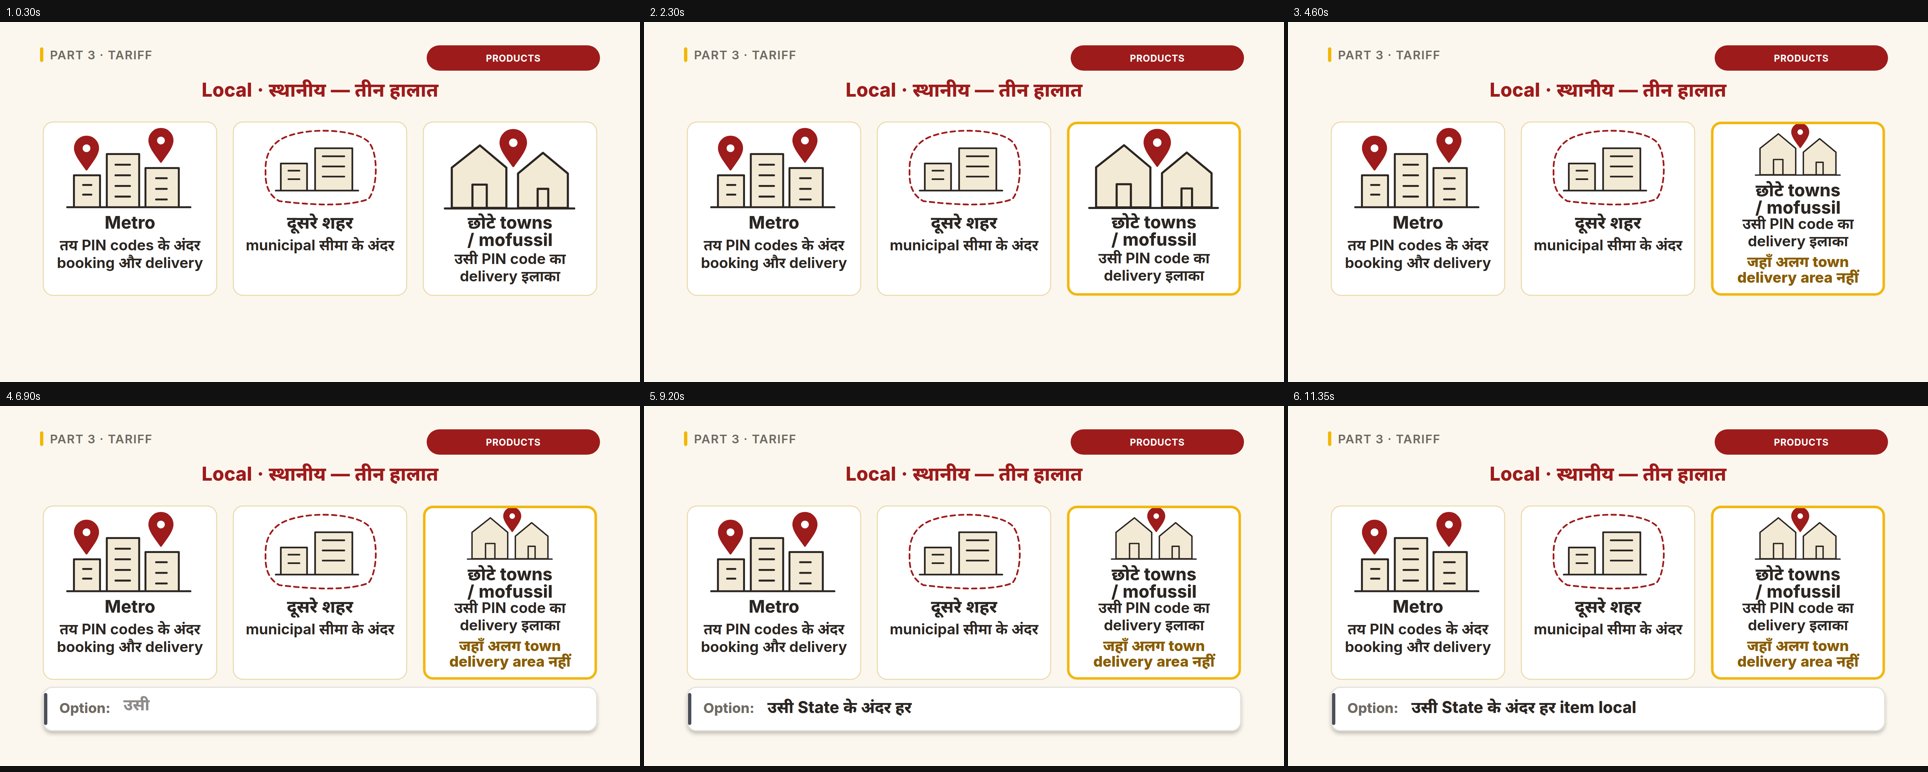 1. 0.30s
PART 3 · TARIFF
PRODUCTS
Local · स्थानीय — तीन हालात
Metro
तय PIN codes के अंदर
booking और delivery
दूसरे शहर
municipal सीमा के अंदर
छोटे towns
/ mofussil
उसी PIN code का
delivery इलाका
2. 2.30s
PART 3 · TARIFF
PRODUCTS
Local · स्थानीय — तीन हालात
Metro
तय PIN codes के अंदर
booking और delivery
दूसरे शहर
municipal सीमा के अंदर
छोटे towns
/ mofussil
उसी PIN code का
delivery इलाका
3. 4.60s
PART 3 · TARIFF
PRODUCTS
Local · स्थानीय — तीन हालात
Metro
तय PIN codes के अंदर
booking और delivery
दूसरे शहर
municipal सीमा के अंदर
छोटे towns
/ mofussil
उसी PIN code का
delivery इलाका
जहाँ अलग town
delivery area नहीं
4. 6.90s
PART 3 · TARIFF
PRODUCTS
Local · स्थानीय — तीन हालात
Metro
तय PIN codes के अंदर
booking और delivery
दूसरे शहर
municipal सीमा के अंदर
छोटे towns
/ mofussil
उसी PIN code का
delivery इलाका
जहाँ अलग town
delivery area नहीं
Option: उसी
5. 9.20s
PART 3 · TARIFF
PRODUCTS
Local · स्थानीय — तीन हालात
Metro
तय PIN codes के अंदर
booking और delivery
दूसरे शहर
municipal सीमा के अंदर
छोटे towns
/ mofussil
उसी PIN code का
delivery इलाका
जहाँ अलग town
delivery area नहीं
Option: उसी State के अंदर हर
6. 11.35s
PART 3 · TARIFF
PRODUCTS
Local · स्थानीय — तीन हालात
Metro
तय PIN codes के अंदर
booking और delivery
दूसरे शहर
municipal सीमा के अंदर
छोटे towns
/ mofussil
उसी PIN code का
delivery इलाका
जहाँ अलग town
delivery area नहीं
Option: उसी State के अंदर हर item local